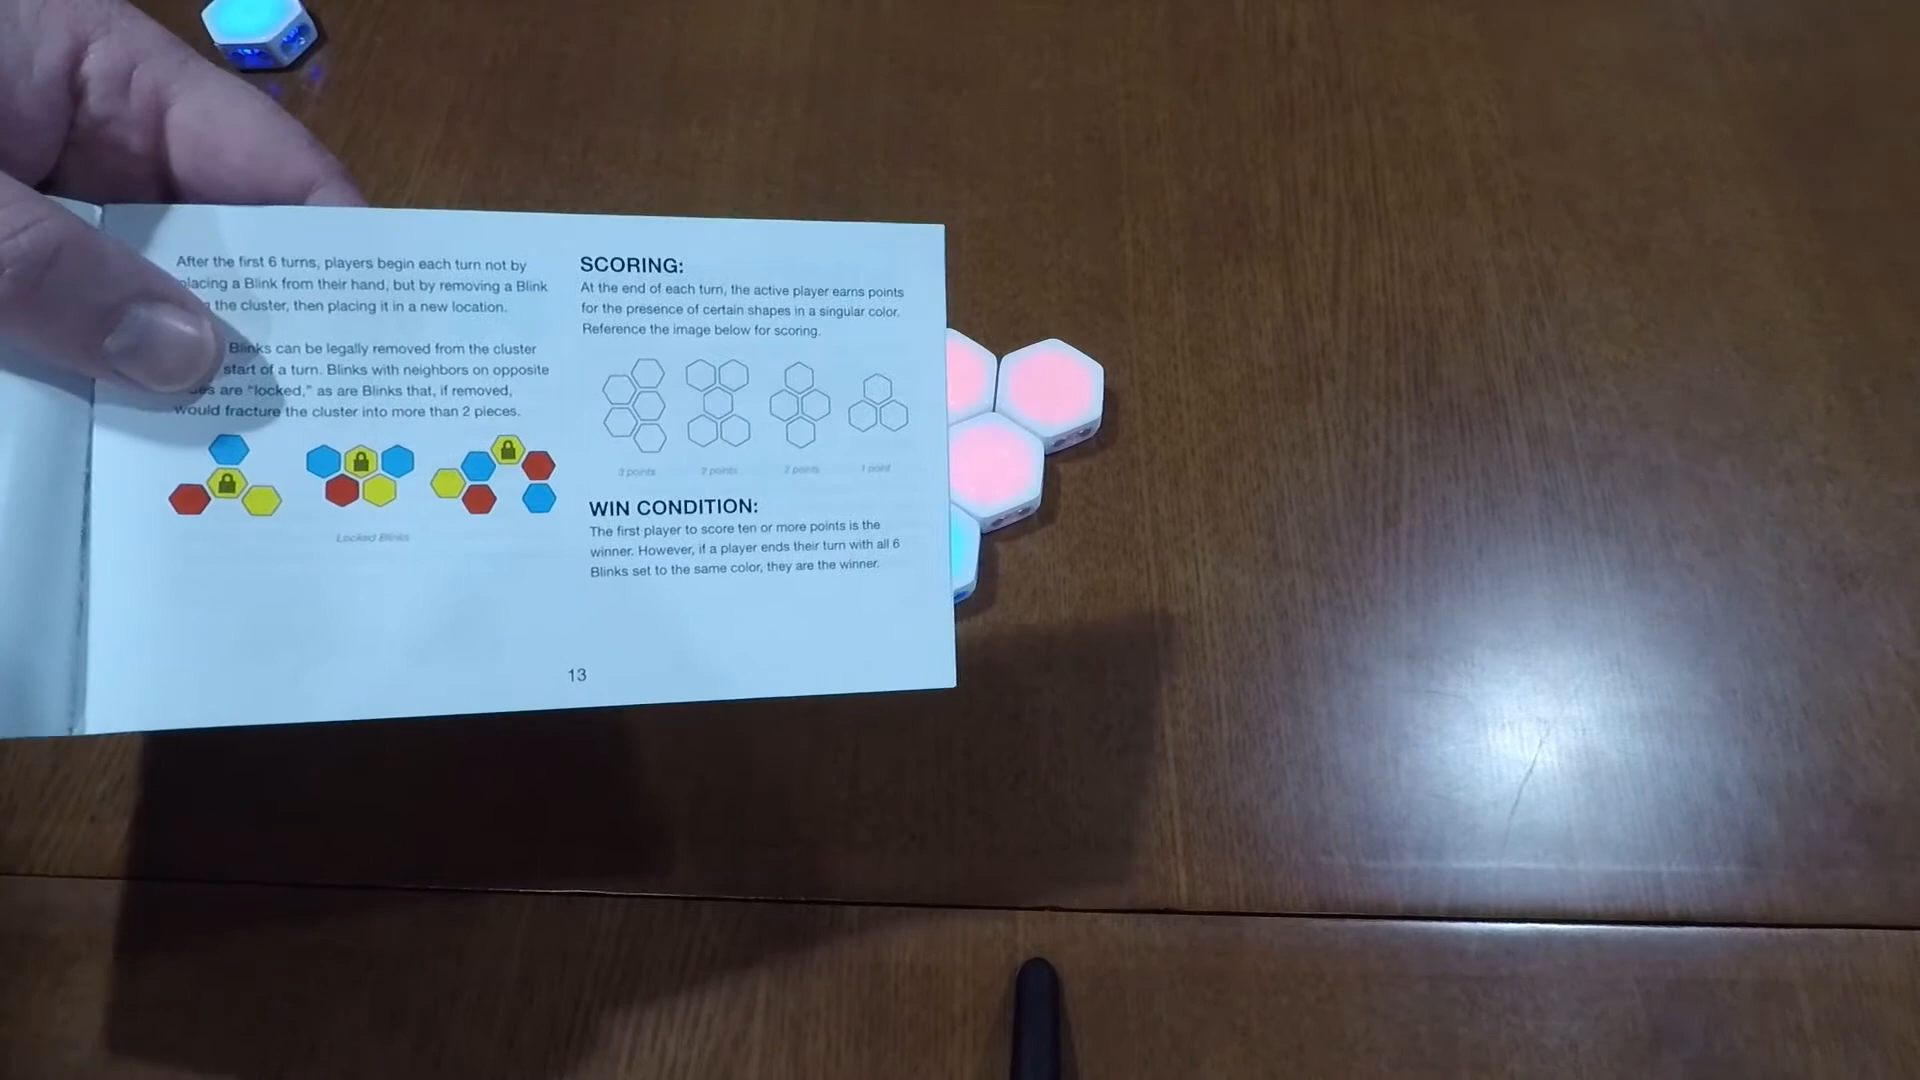 After the first 6 turns, players begin each turn not by
placing a Blink from their hand, but by removing a Blink
the cluster, then placing it in a new location.
Blinks can be legally removed from the cluster
start of a turn. Blinks with neighbors on opposite
are "locked," as are Blinks that, if removed,
would fracture the cluster into more than 2 pieces.
Locked Blinks
SCORING:
At the end of each turn, the active player earns points
for the presence of certain shapes in a singular color.
Reference the image below for scoring.
3 points
2 points
2 points
1 point
WIN CONDITION:
The first player to score ten or more points is the
winner. However, if a player ends their turn with all 6
Blinks set to the same color, they are the winner.
13